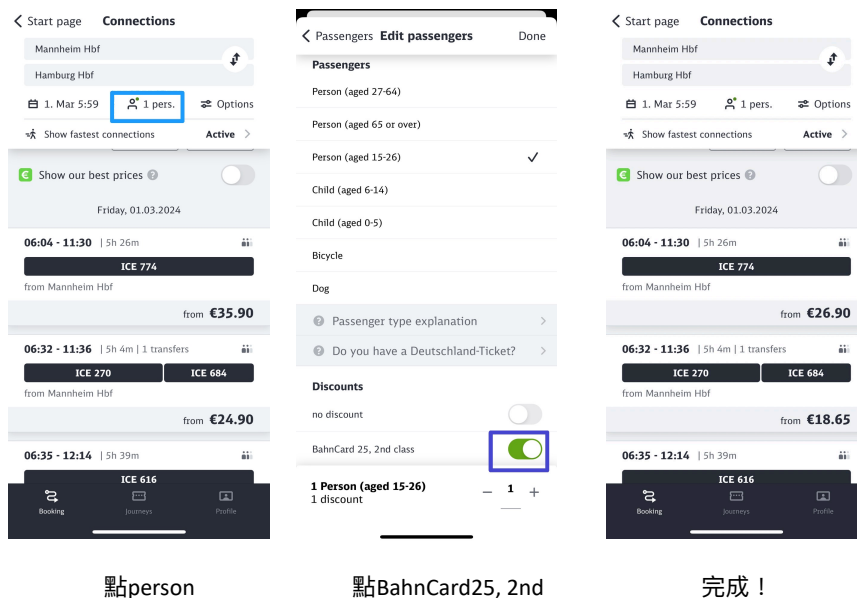 Start page Connections
Mannheim Hbf
Hamburg Hbf
1. Mar 5:59 1 pers. Options
Show fastest connections Active
Show our best prices
Friday, 01.03.2024
06:04 - 11:30 | 5h 26m
ICE 774
from Mannheim Hbf
from €35.90
06:32 - 11:36 | 5h 4m | 1 transfers
ICE 270 ICE 684
from Mannheim Hbf
from €24.90
06:35 - 12:14 | 5h 39m
ICE 616
Booking Journeys Profile
點person
Passengers Edit passengers Done
Passengers
Person (aged 27-64)
Person (aged 65 or over)
Person (aged 15-26)
Child (aged 6-14)
Child (aged 0-5)
Bicycle
Dog
Passenger type explanation
Do you have a Deutschland-Ticket?
Discounts
no discount
BahnCard 25, 2nd class
1 Person (aged 15-26)
1 discount
− 1 +
點BahnCard25, 2nd
Start page Connections
Mannheim Hbf
Hamburg Hbf
1. Mar 5:59 1 pers. Options
Show fastest connections Active
Show our best prices
Friday, 01.03.2024
06:04 - 11:30 | 5h 26m
ICE 774
from Mannheim Hbf
from €26.90
06:32 - 11:36 | 5h 4m | 1 transfers
ICE 270 ICE 684
from Mannheim Hbf
from €18.65
06:35 - 12:14 | 5h 39m
ICE 616
Booking Journeys Profile
完成！